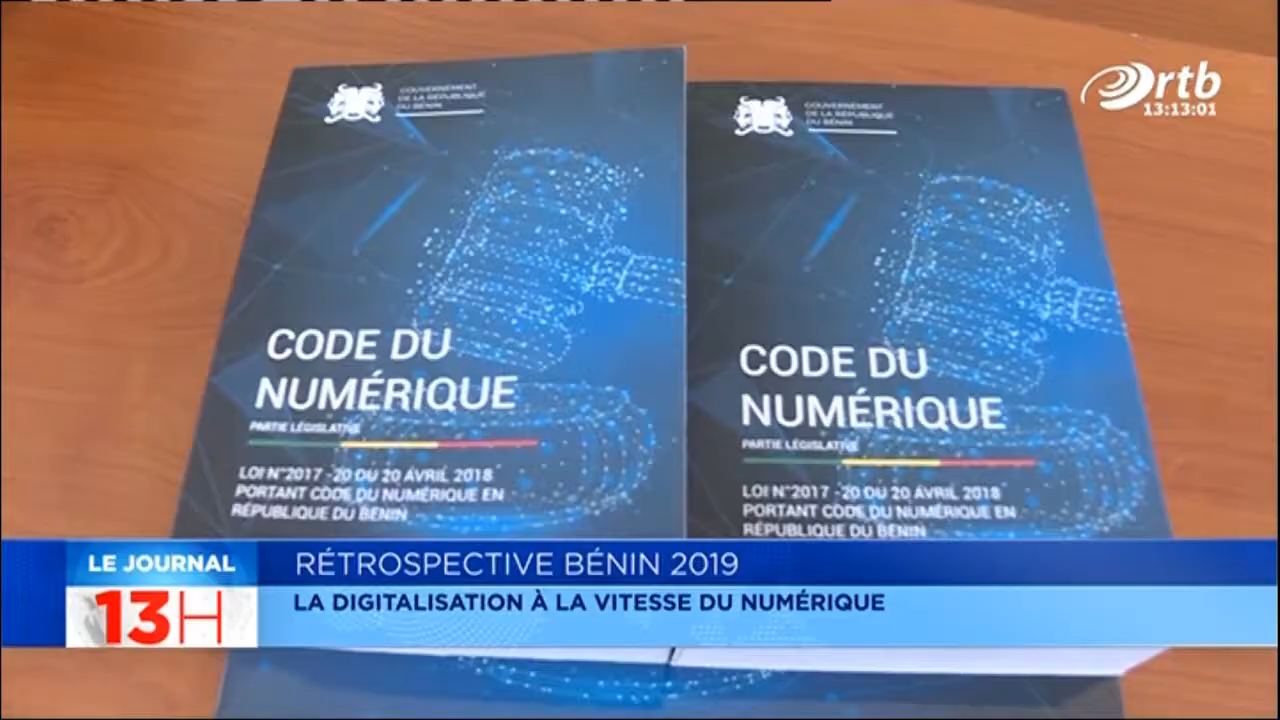 GOUVERNEMENT
DE LA RÉPUBLIQUE
DU BÉNIN
CODE DU
NUMÉRIQUE
PARTIE LÉGISLATIVE
LOI N°2017 -20 DU 20 AVRIL 2018
PORTANT CODE DU NUMÉRIQUE EN
RÉPUBLIQUE DU BENIN
GOUVERNEMENT
DE LA RÉPUBLIQUE
DU BÉNIN
CODE DU
NUMÉRIQUE
PARTIE LÉGISLATIVE
LOI N°2017 -20 DU 20 AVRIL 2018
PORTANT CODE DU NUMÉRIQUE EN
RÉPUBLIQUE DU BENIN
ortb
13:13:01
LE JOURNAL
13H
RÉTROSPECTIVE BÉNIN 2019
LA DIGITALISATION À LA VITESSE DU NUMÉRIQUE